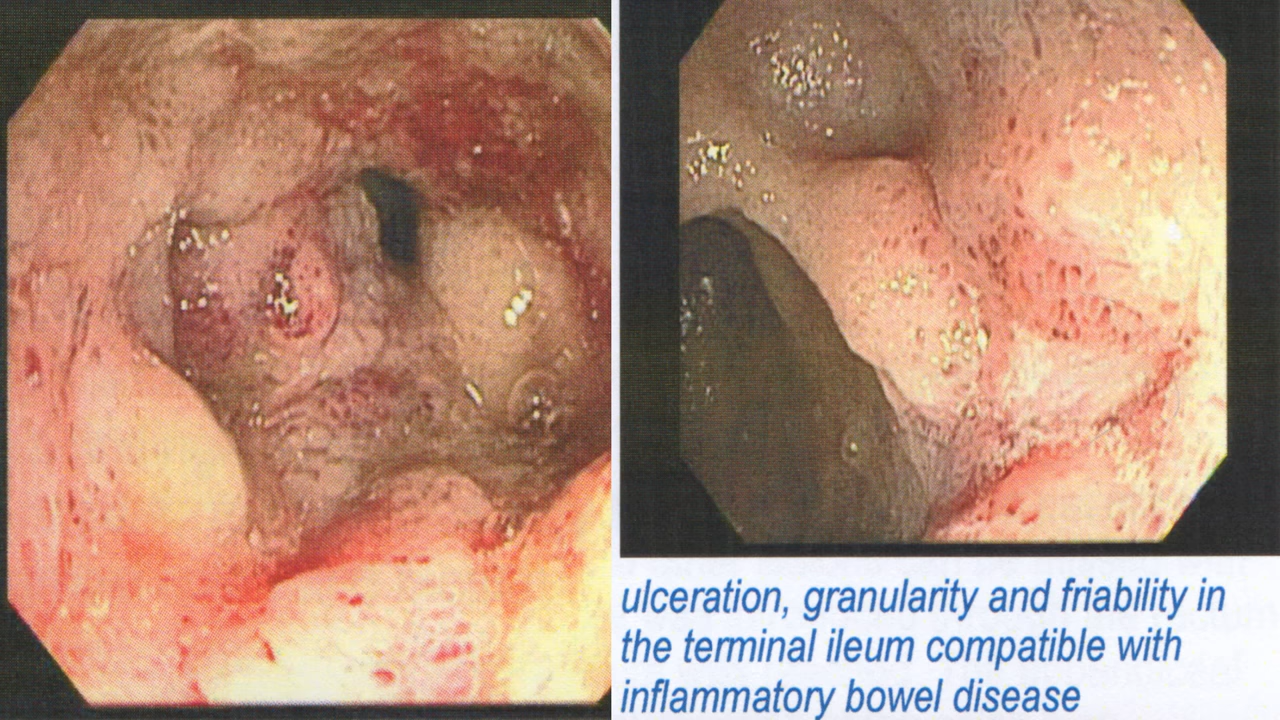 ulceration, granularity and friability in
the terminal ileum compatible with
inflammatory bowel disease